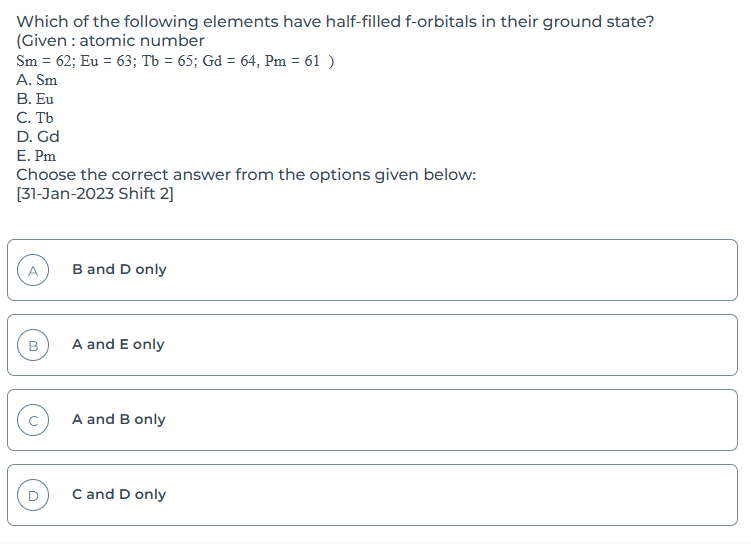 Which of the following elements have half-filled f-orbitals in their ground state?
(Given : atomic number
Sm = 62; Eu = 63; Tb = 65; Gd = 64, Pm = 61 )
A. Sm
B. Eu
C. Tb
D. Gd
E. Pm
Choose the correct answer from the options given below:
[31-Jan-2023 Shift 2]
A B and D only
B A and E only
C A and B only
D C and D only